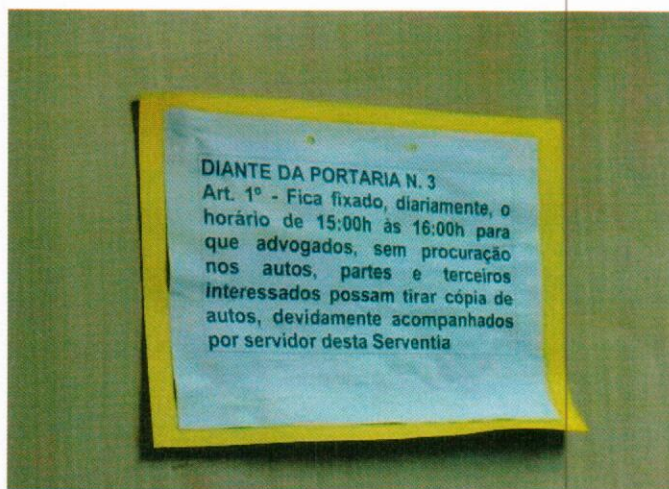 DIANTE DA PORTARIA N. 3
Art. 1º - Fica fixado, diariamente, o
horário de 15:00h às 16:00h para
que advogados, sem procuração
nos autos, partes e terceiros
interessados possam tirar cópia de
autos, devidamente acompanhados
por servidor desta Serventia